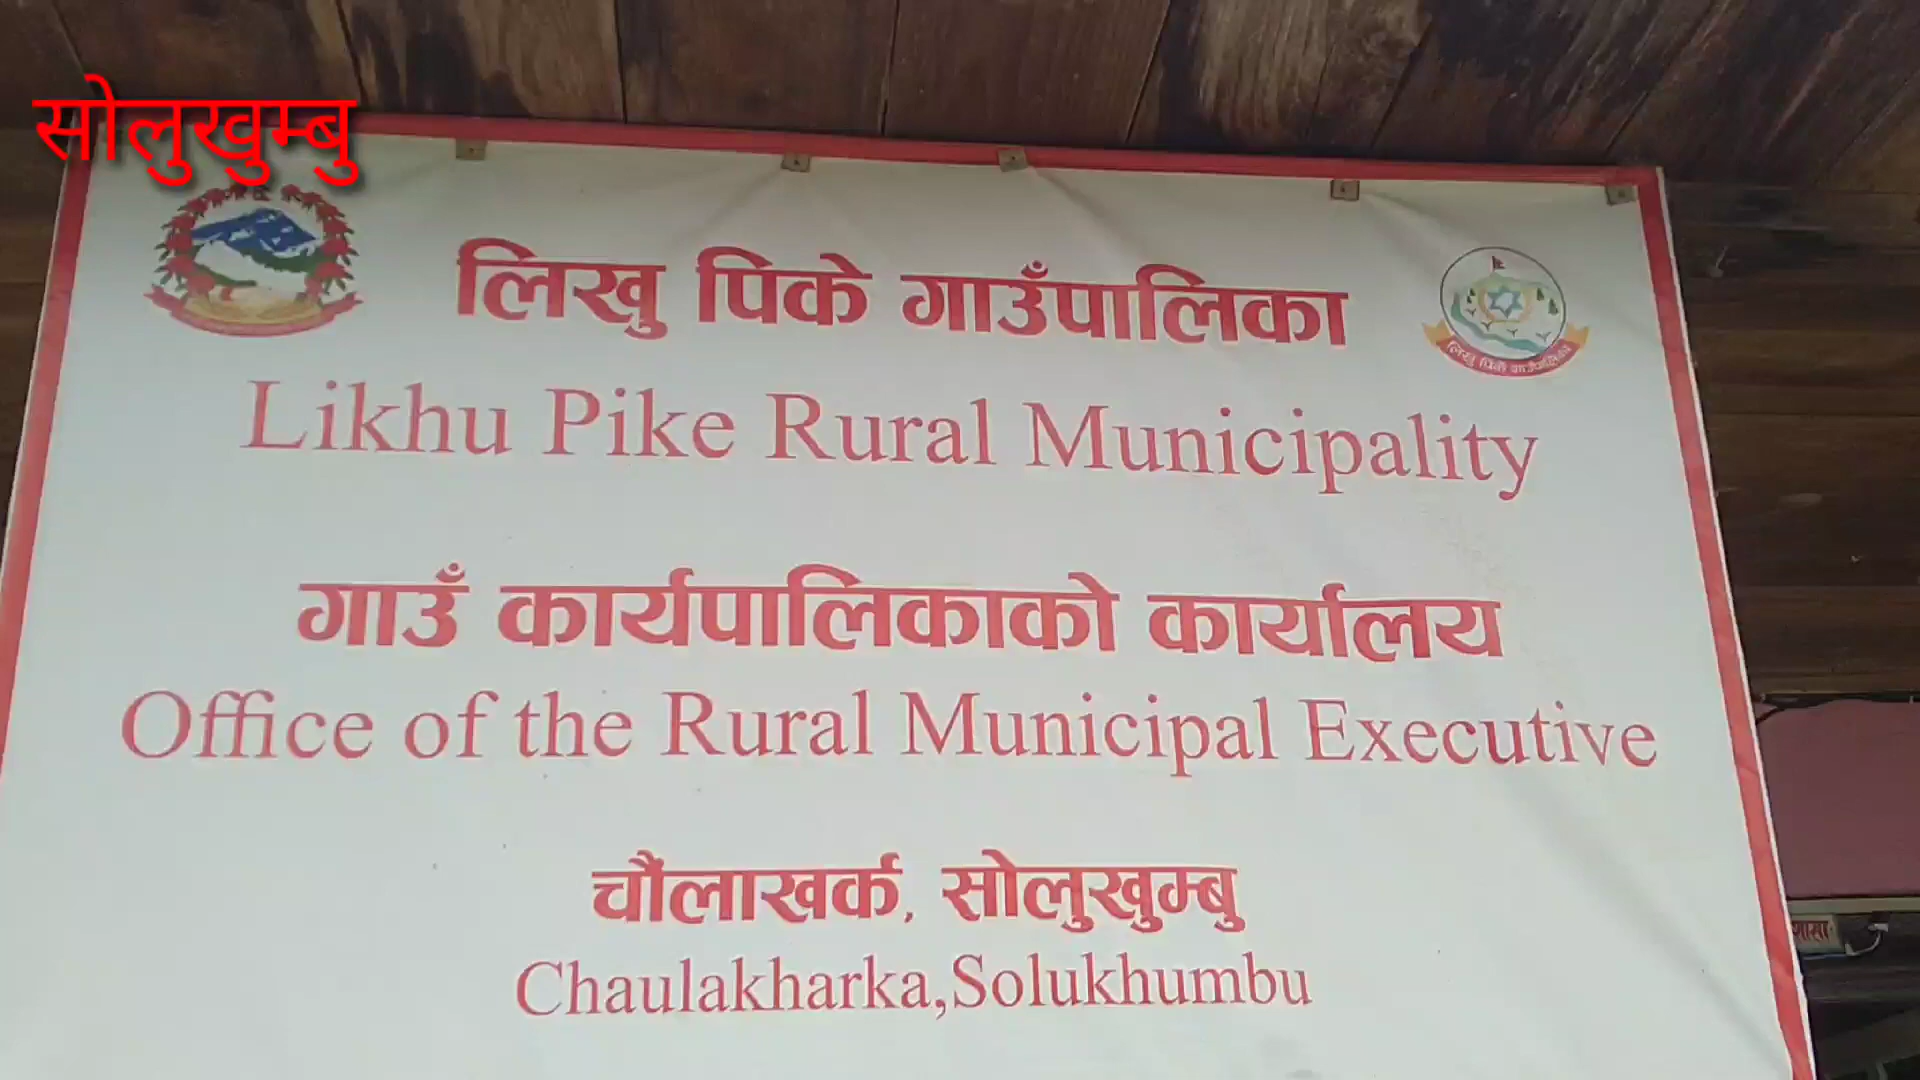 सोलुखुम्बु
लिखु पिके गाउँपालिका
लिखु पिके गाउँपालिका
Likhu Pike Rural Municipality
गाउँ कार्यपालिकाको कार्यालय
Office of the Rural Municipal Executive
चौलाखर्क, सोलुखुम्बु
Chaulakharka,Solukhumbu